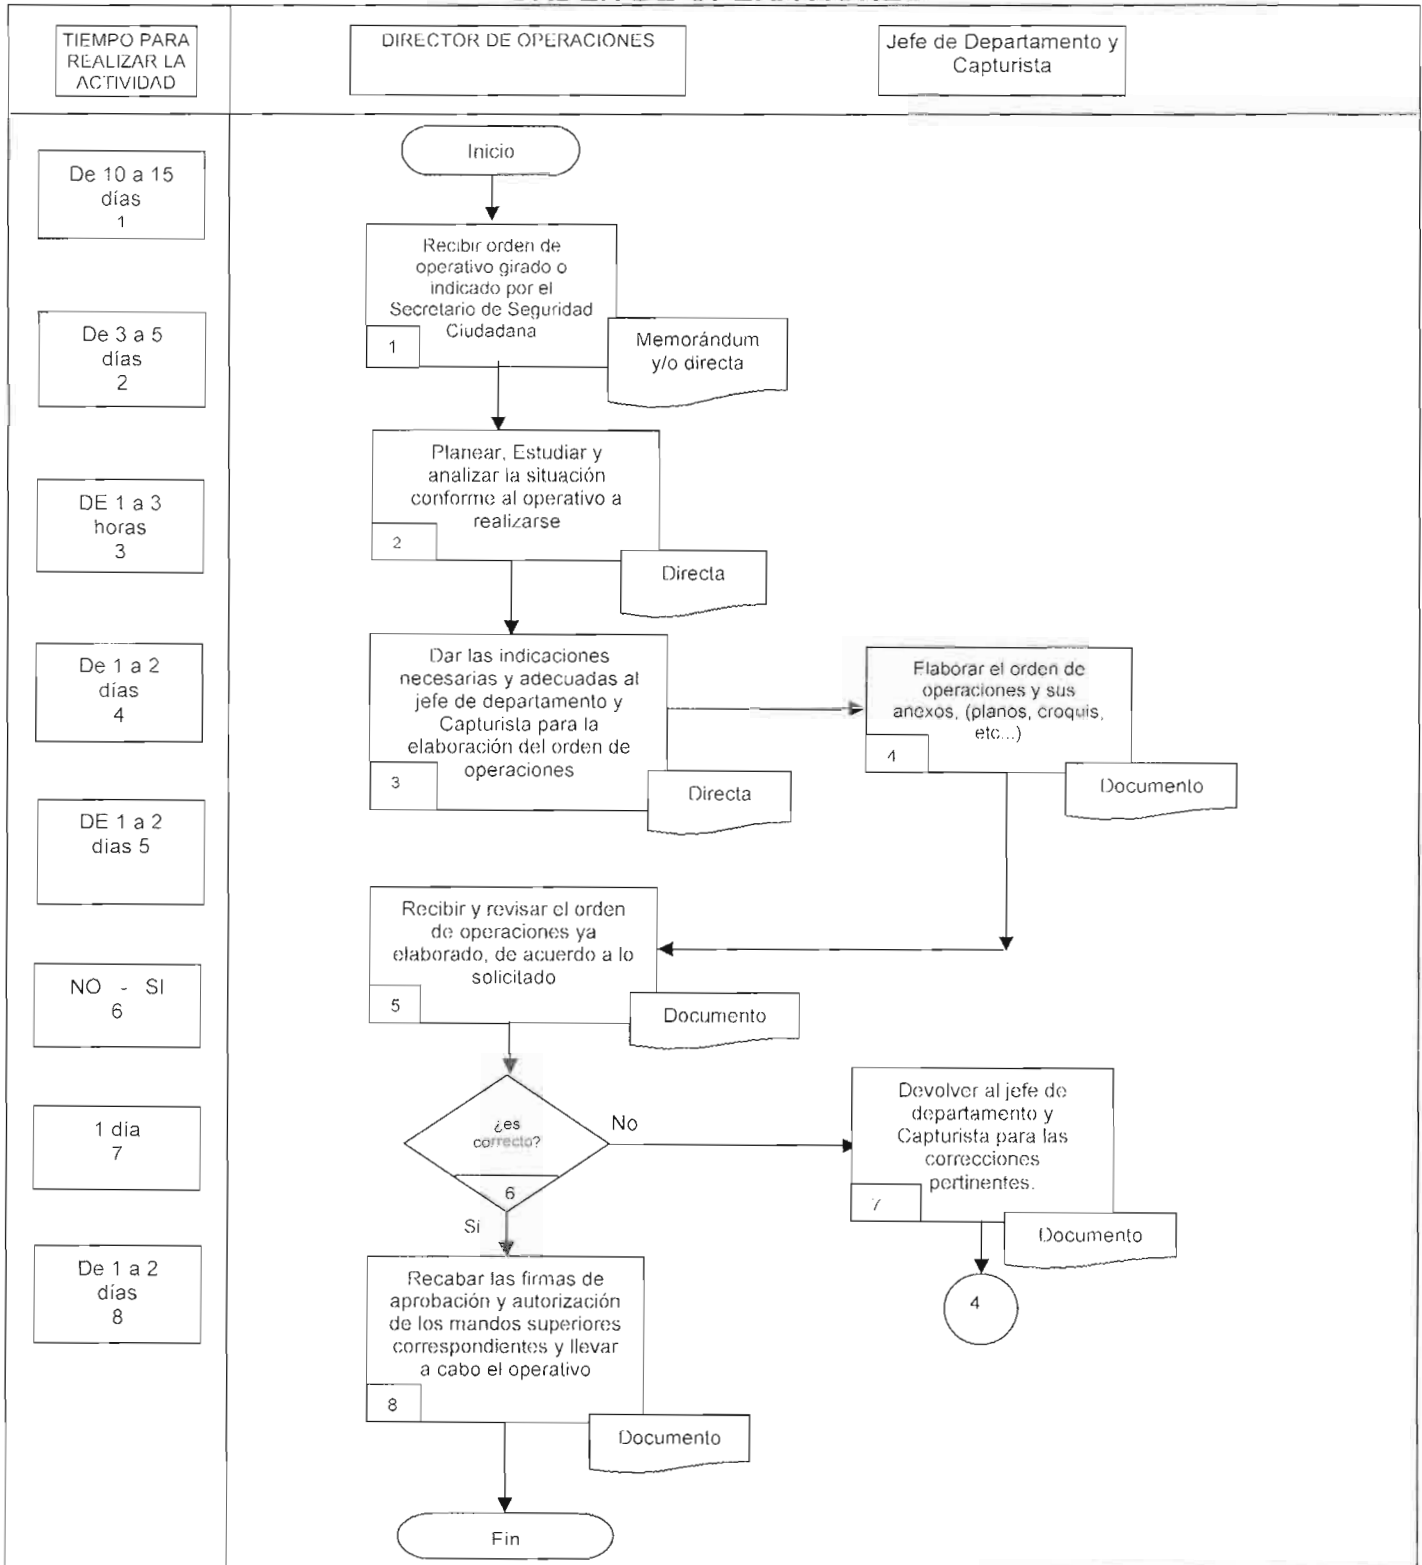 TIEMPO PARA
REALIZAR LA
ACTIVIDAD
DIRECTOR DE OPERACIONES
Jefe de Departamento y
Capturista
De 10 a 15
días
1
De 3 a 5
días
2
DE 1 a 3
horas
3
De 1 a 2
días
4
DE 1 a 2
dias 5
NO - SI
6
1 día
7
De 1 a 2
días
8
Inicio
Recibir orden de
operativo girado o
indicado por el
Secretario de Seguridad
Ciudadana
1
Memorándum
y/o directa
Planear, Estudiar y
analizar la situación
conforme al operativo a
realizarse
2
Directa
Dar las indicaciones
necesarias y adecuadas al
jefe de departamento y
Capturista para la
elaboración del orden de
operaciones
3
Directa
Elaborar el orden de
operaciones y sus
anexos, (planos, croquis,
etc...)
4
Documento
Recibir y revisar el orden
de operaciones ya
elaborado, de acuerdo a lo
solicitado
5
Documento
¿es
correcto?
6
No
Si
Devolver al jefe de
departamento y
Capturista para las
correcciones
pertinentes.
7
Documento
4
Recabar las firmas de
aprobación y autorización
de los mandos superiores
correspondientes y llevar
a cabo el operativo
8
Documento
Fin